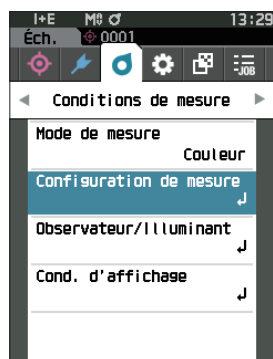 I+E M0 ♂ 13:29
Éch. 0001
-JOB
Conditions de mesure
Mode de mesure
Couleur
Configuration de mesure
Observateur/Illuminant
Cond. d'affichage